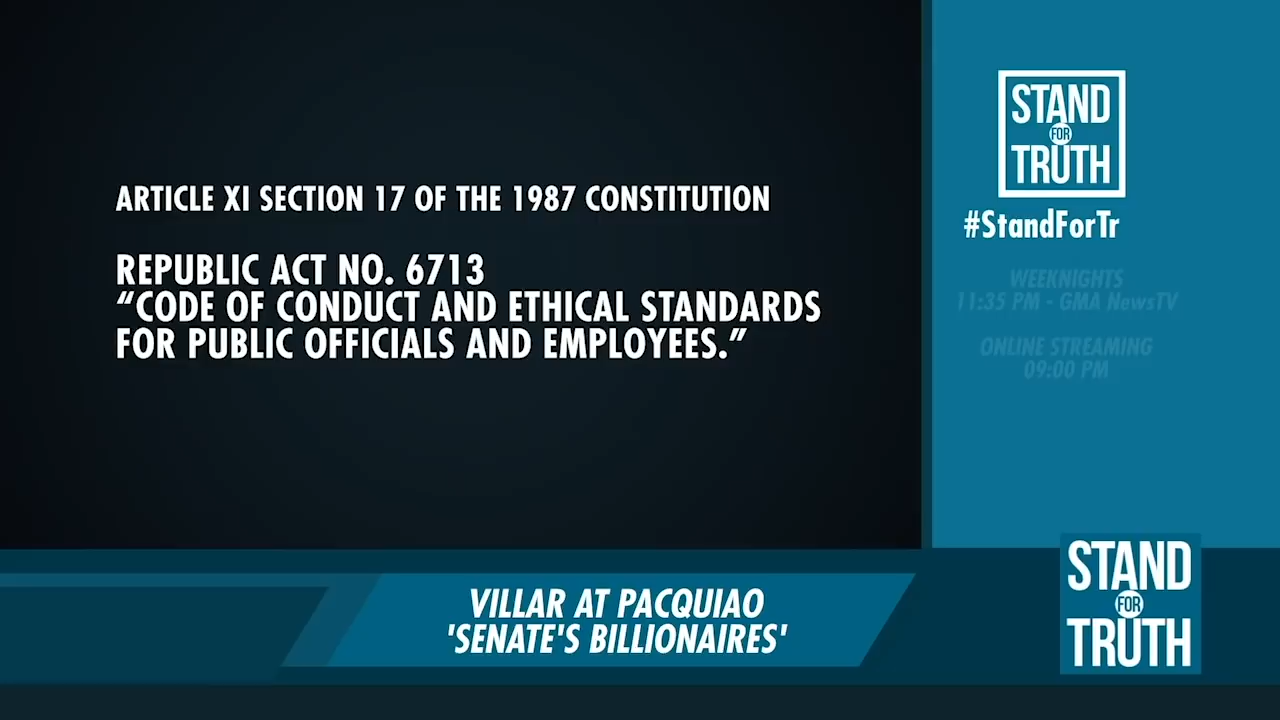 ARTICLE XI SECTION 17 OF THE 1987 CONSTITUTION
REPUBLIC ACT NO. 6713
“CODE OF CONDUCT AND ETHICAL STANDARDS
FOR PUBLIC OFFICIALS AND EMPLOYEES.”
STAND
FOR
TRUTH
#StandForTr
WEEKNIGHTS
11:35 PM - GMA NewsTV
ONLINE STREAMING
09:00 PM
VILLAR AT PACQUIAO
'SENATE'S BILLIONAIRES'
STAND
FOR
TRUTH